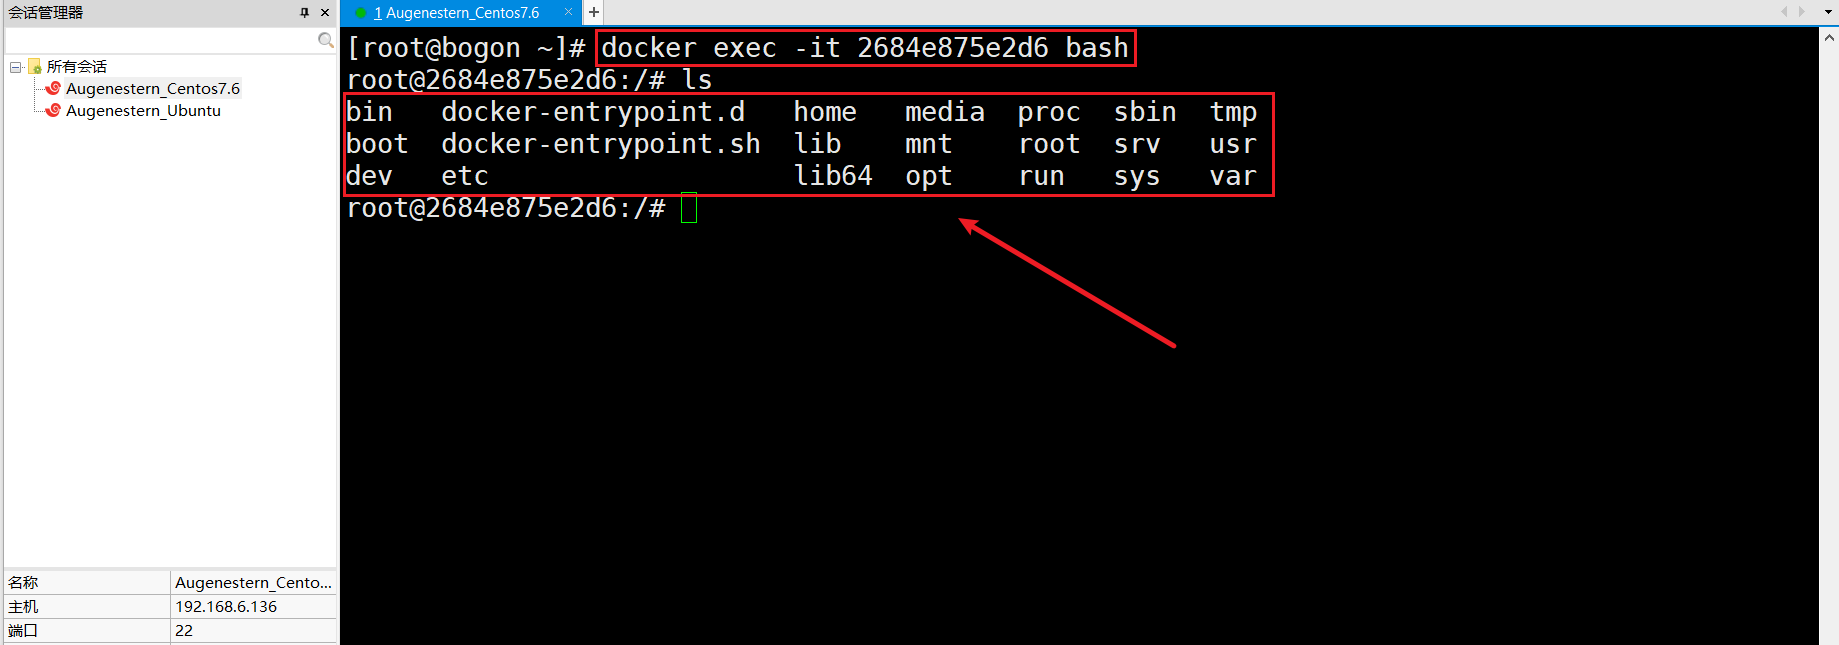 会话管理器
所有会话
Augenestern_Centos7.6
Augenestern_Ubuntu
名称 Augenestern_Cento...
主机 192.168.6.136
端口 22
1 Augenestern_Centos7.6
[root@bogon ~]# docker exec -it 2684e875e2d6 bash
root@2684e875e2d6:/# ls
bin docker-entrypoint.d home media proc sbin tmp
boot docker-entrypoint.sh lib mnt root srv usr
dev etc lib64 opt run sys var
root@2684e875e2d6:/#